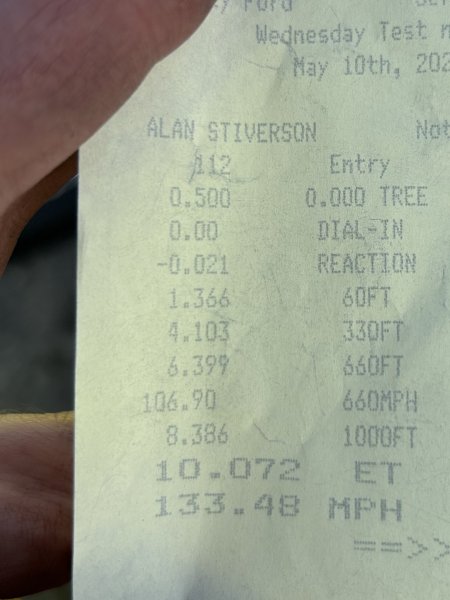 Ford
Wednesday Test
May 10th, 202
ALAN STIVERSON Not
112 Entry
0.500 0.000 TREE
0.00 DIAL-IN
-0.021 REACTION
1.366 60FT
4.103 330FT
6.399 660FT
106.90 660MPH
8.386 1000FT
10.072 ET
133.48 MPH
==>>